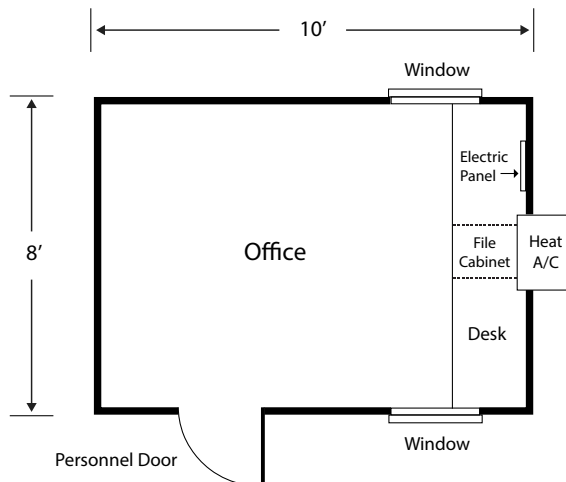 10’
Window
Electric
Panel
8’
Office
File
Cabinet
Heat
A/C
Desk
Window
Personnel Door